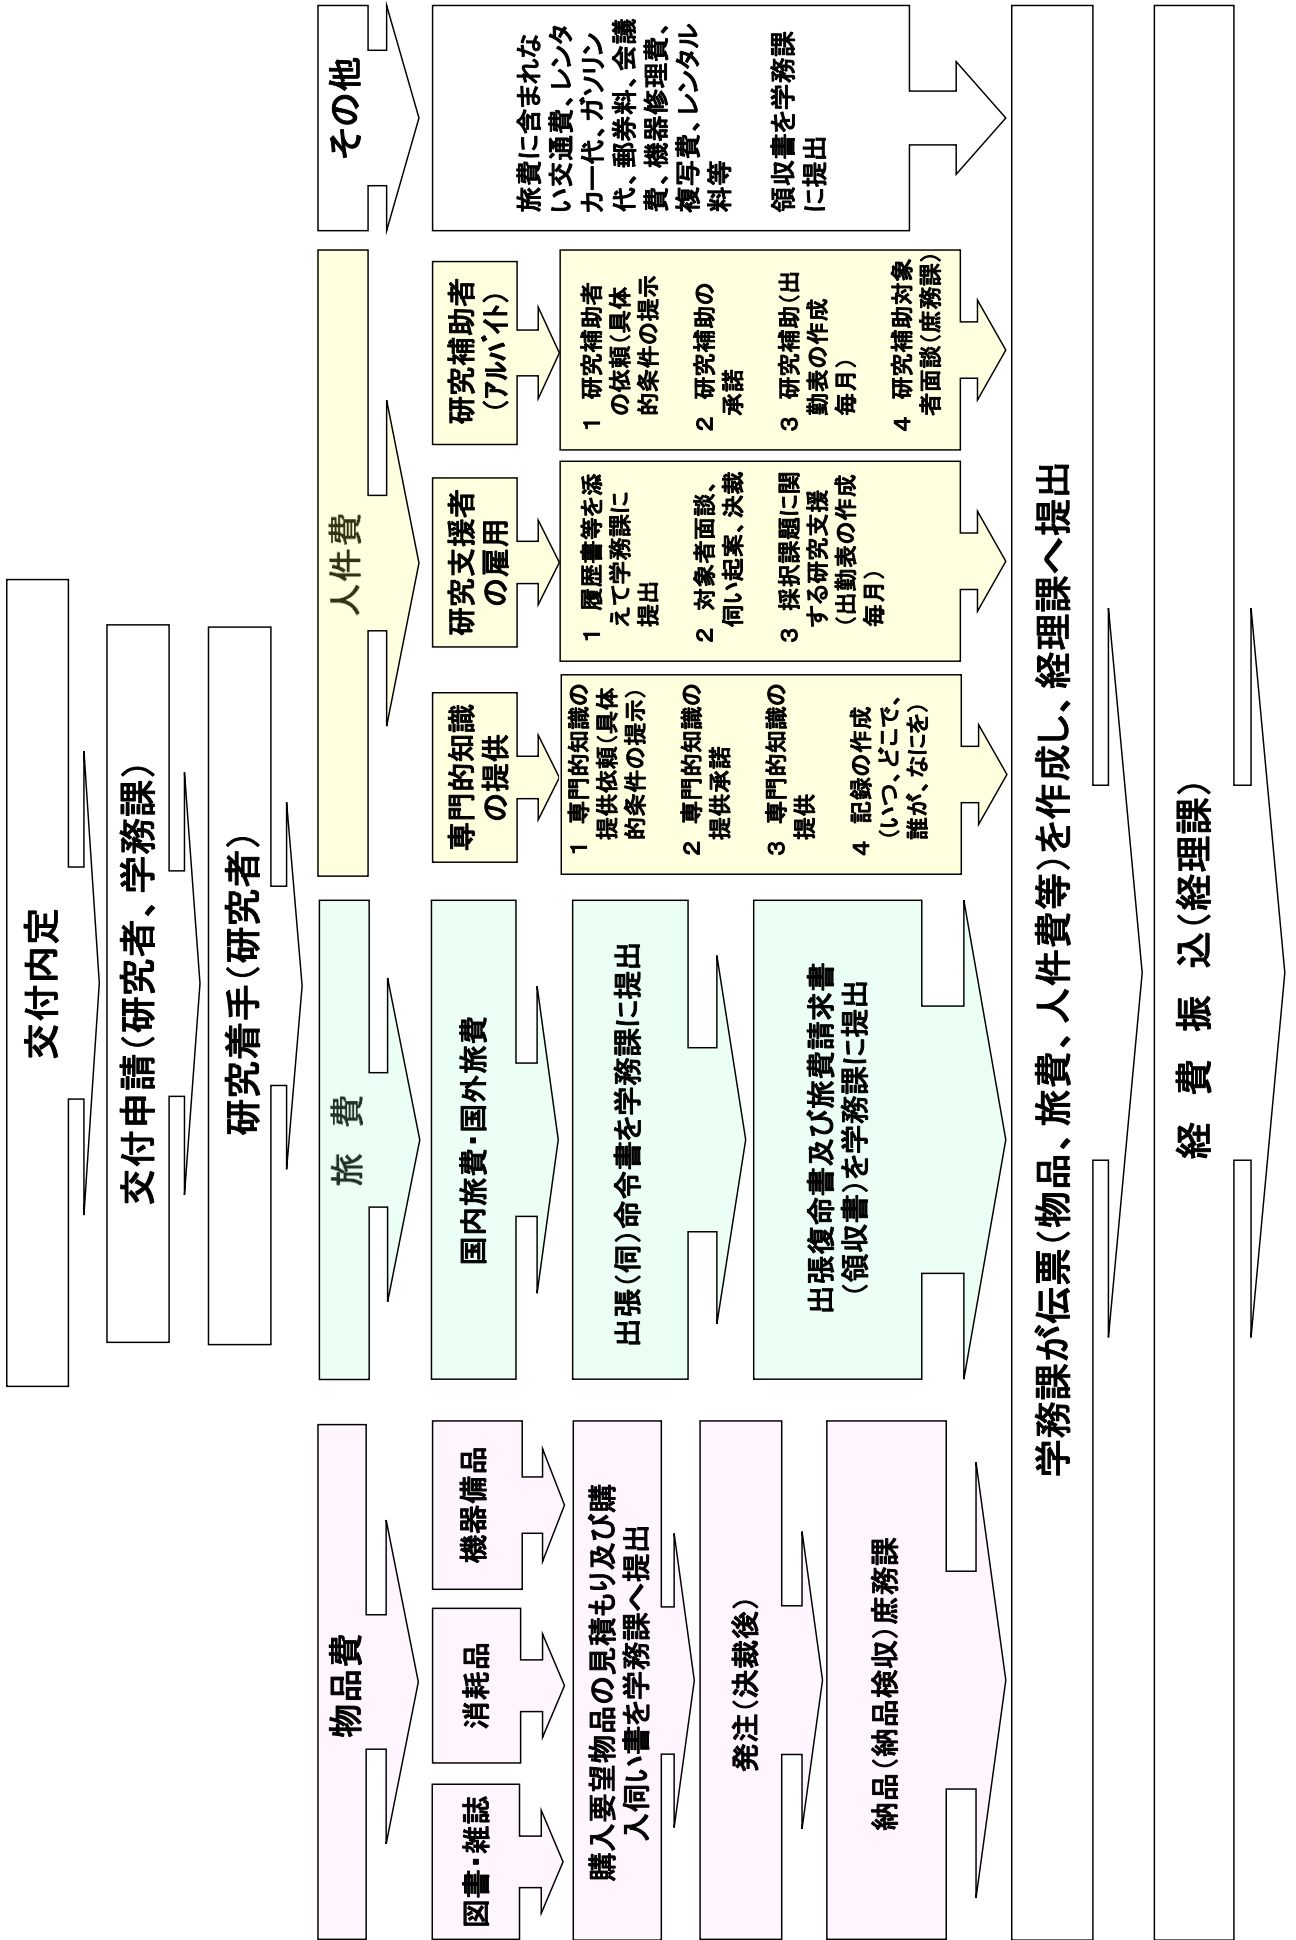 交付内定
交付申請(研究者、学務課)
研究着手(研究者)
物品費
図書・雑誌
消耗品
機器備品
購入要望物品の見積もり及び購
入伺い書を学務課へ提出
発注(決裁後)
納品(納品検収)庶務課
旅 費
国内旅費・国外旅費
出張(伺)命令書を学務課に提出
出張復命書及び旅費請求書
(領収書)を学務課に提出
人件費
専門的知識
の提供
1 専門的知識の
提供依頼(具体
的条件の提示)
2 専門的知識の
提供承諾
3 専門的知識の
提供
4 記録の作成
(いつ、どこで、
誰が、なにを)
研究支援者
の雇用
1 履歴書等を添
えて学務課に
提出
2 対象者面談、
伺い起案、決裁
3 採択課題に関
する研究支援
(出勤表の作成
毎月)
研究補助者
(アルバイト)
1 研究補助者
の依頼(具体
的条件の提示
2 研究補助の
承諾
3 研究補助(出
勤表の作成
毎月)
4 研究補助対象
者面談(庶務課)
その他
旅費に含まれな
い交通費、レンタ
カー代、ガソリン
代、郵券料、会議
費、機器修理費、
複写費、レンタル
料等
領収書を学務課
に提出
学務課が伝票(物品、旅費、人件費等)を作成し、経理課へ提出
経 費 振 込(経理課)